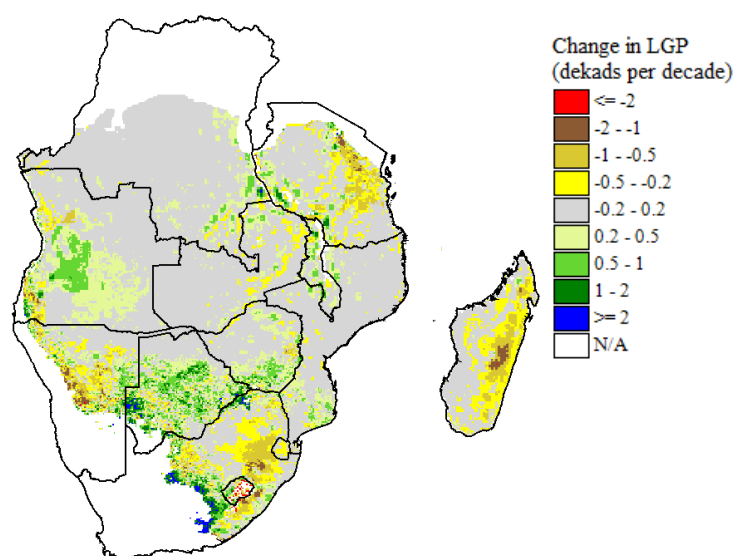 Change in LGP
(dekads per decade)
<= -2
-2 - -1
-1 - -0.5
-0.5 - -0.2
-0.2 - 0.2
0.2 - 0.5
0.5 - 1
1 - 2
>= 2
N/A